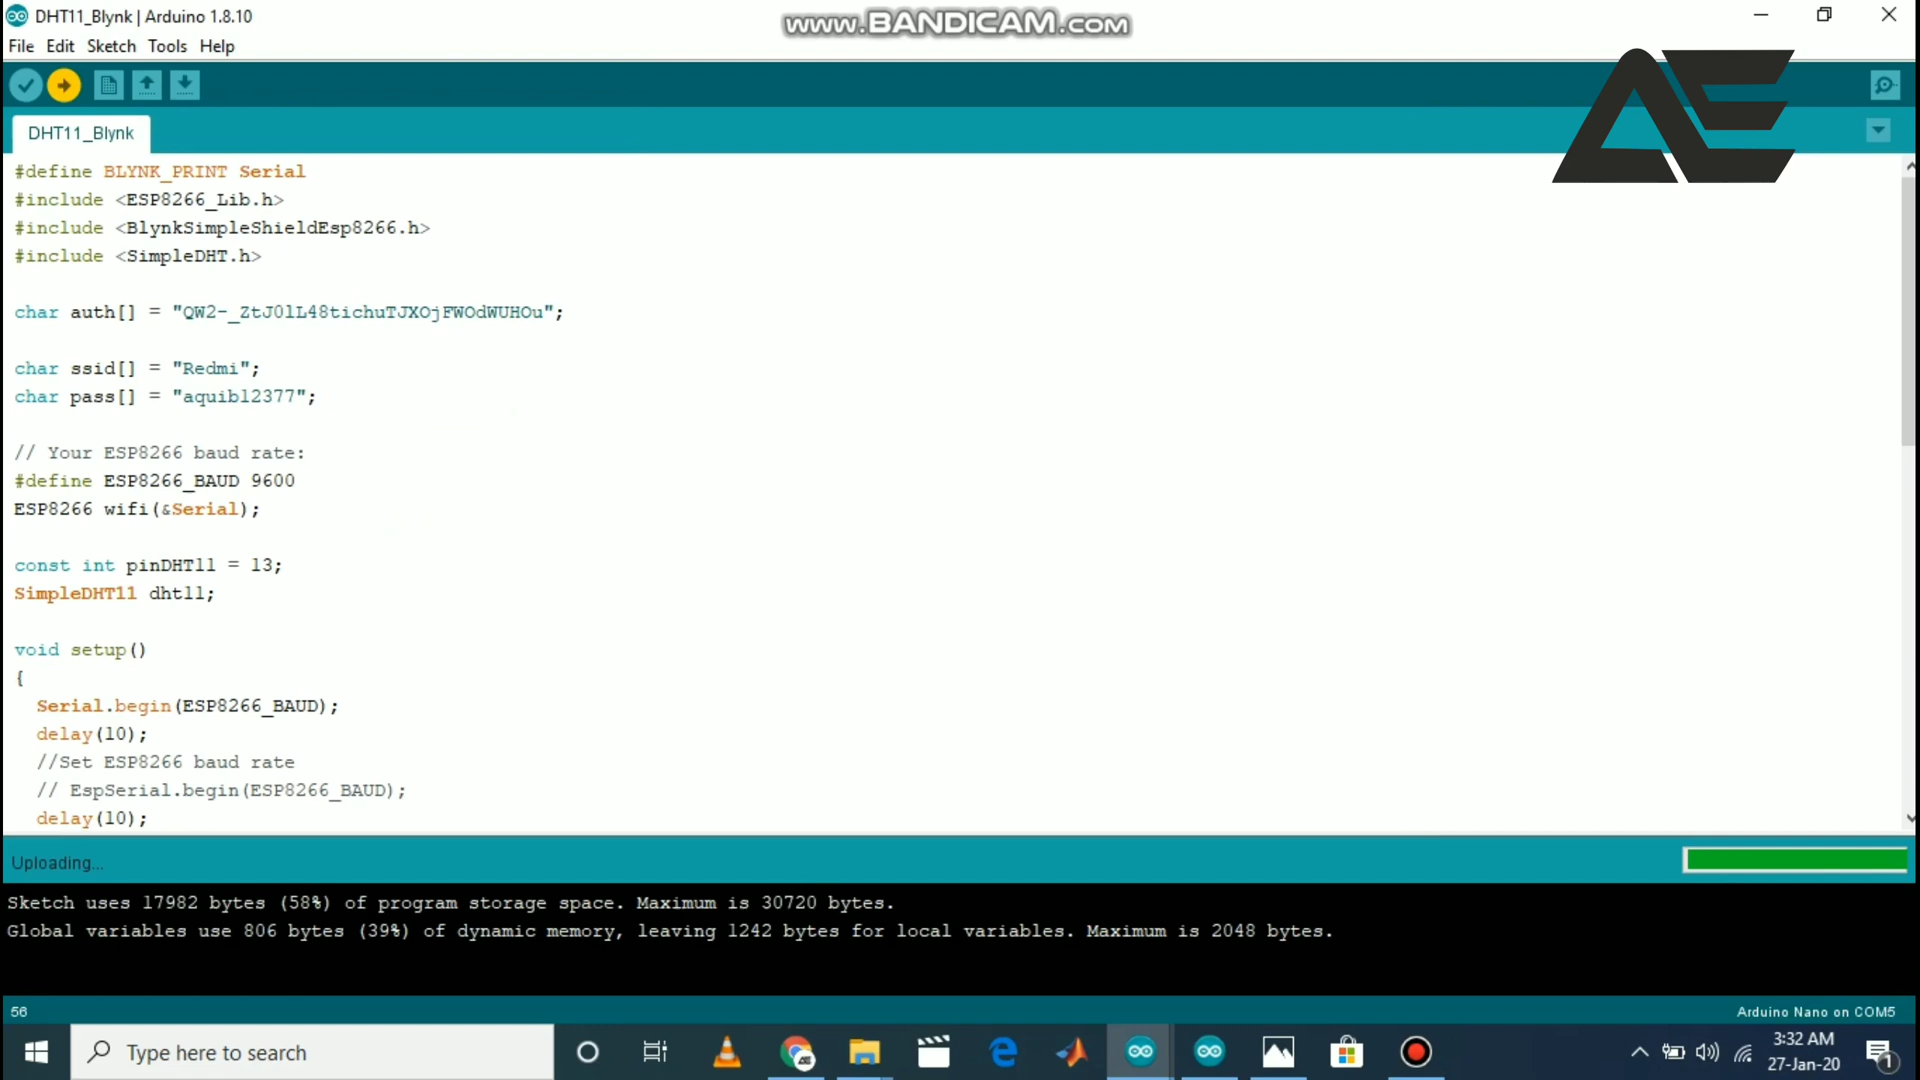 DHT11_Blynk | Arduino 1.8.10
www.BANDICAM.com
File Edit Sketch Tools Help
AE
DHT11_Blynk
#define BLYNK_PRINT Serial
#include <ESP8266_Lib.h>
#include <BlynkSimpleShieldEsp8266.h>
#include <SimpleDHT.h>
char auth[] = "QW2-_ZtJ0lL48tichuTJXOjFWOdWUHOu";
char ssid[] = "Redmi";
char pass[] = "aquib12377";
// Your ESP8266 baud rate:
#define ESP8266_BAUD 9600
ESP8266 wifi(&Serial);
const int pinDHT11 = 13;
SimpleDHT11 dht11;
void setup()
{
Serial.begin(ESP8266_BAUD);
delay(10);
//Set ESP8266 baud rate
// EspSerial.begin(ESP8266_BAUD);
delay(10);
Uploading...
Sketch uses 17982 bytes (58%) of program storage space. Maximum is 30720 bytes.
Global variables use 806 bytes (39%) of dynamic memory, leaving 1242 bytes for local variables. Maximum is 2048 bytes.
56
Arduino Nano on COM5
Type here to search
3:32 AM
27-Jan-20
1